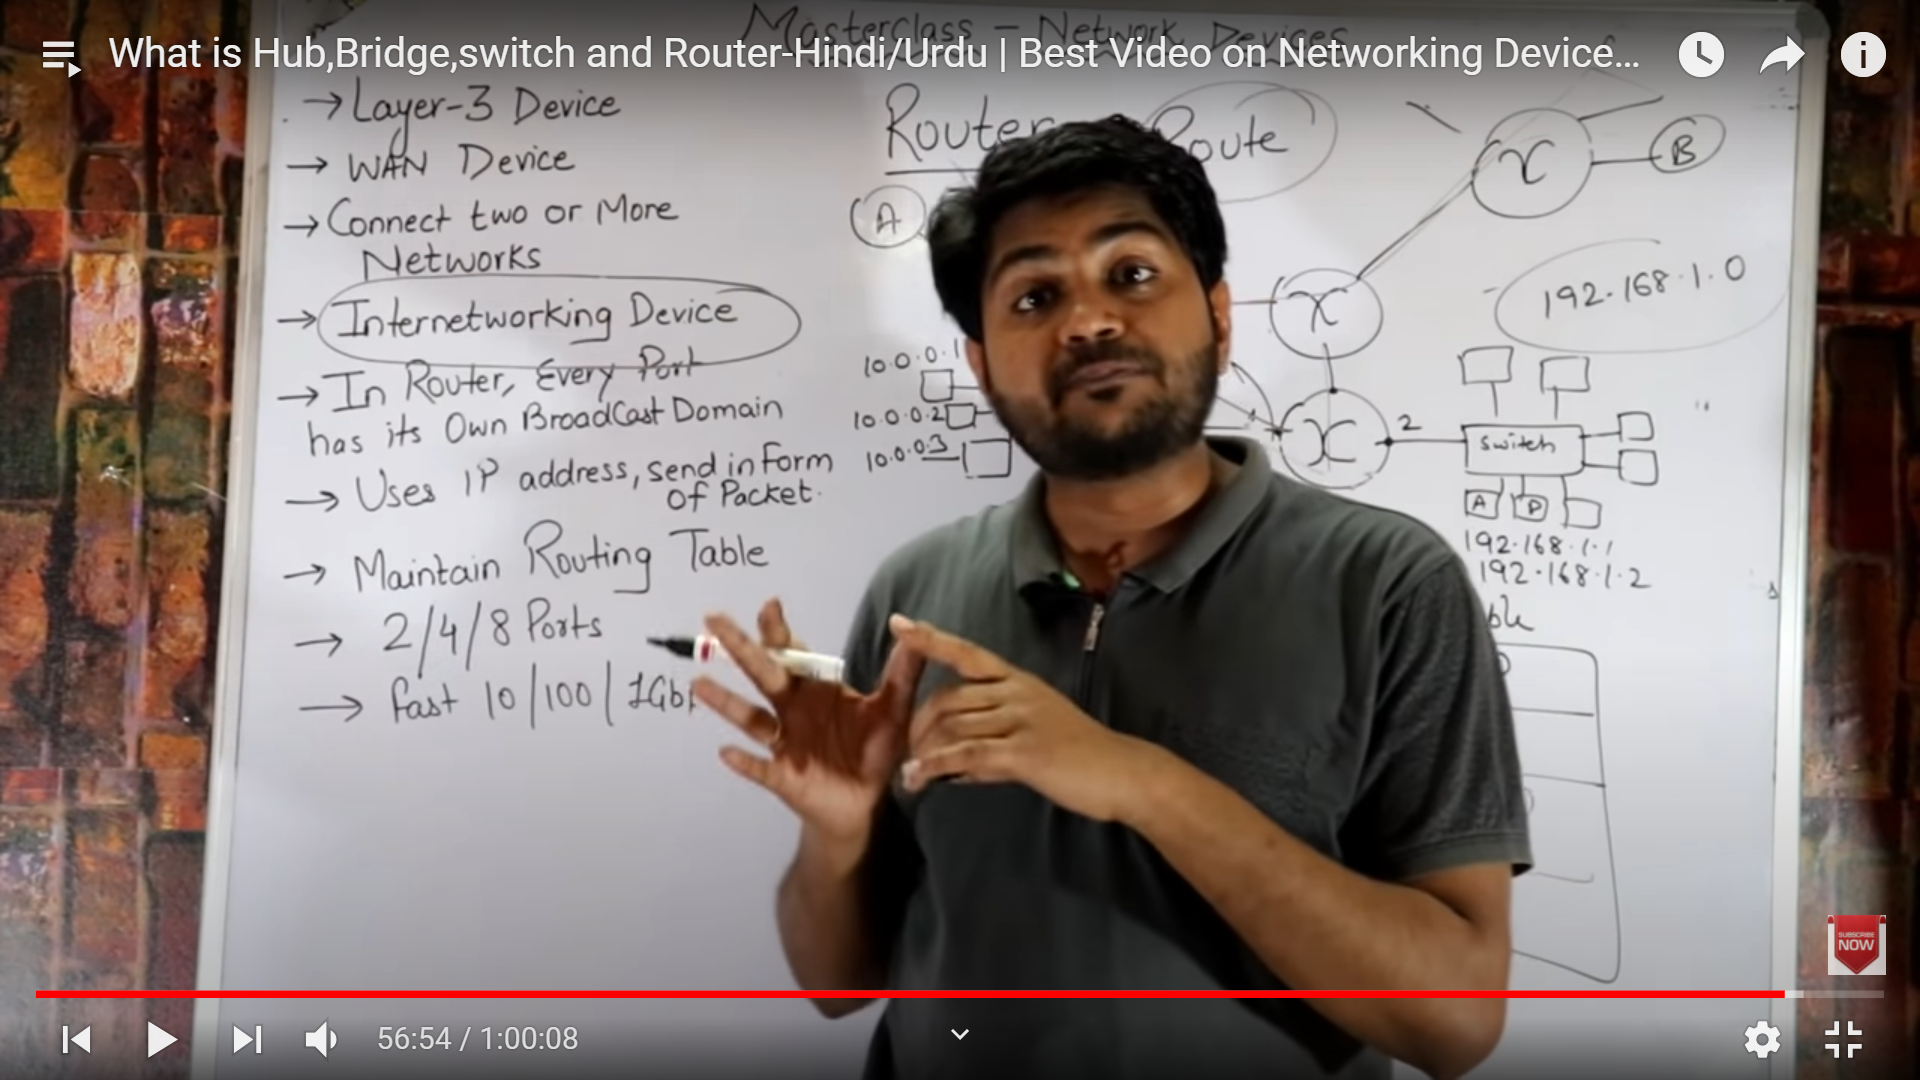 Masterclass - Network Devices
What is Hub,Bridge,switch and Router-Hindi/Urdu | Best Video on Networking Device...
→ Layer-3 Device
→ WAN Device
→ Connect two or More
Networks
→ Internetworking Device
→ In Router, Every Port
has its Own BroadCast Domain
→ Uses IP address, send in form
of Packet.
→ Maintain Routing Table
→ 2/4/8 Ports
→ fast 10/100/1Gb
Router
Route
A
B
192.168.1.0
10.0.0.1
10.0.0.2
10.0.0.3
1
2
Switch
A
192.168.1.1
192.168.1.2
SUBSCRIBE
NOW
56:54 / 1:00:08